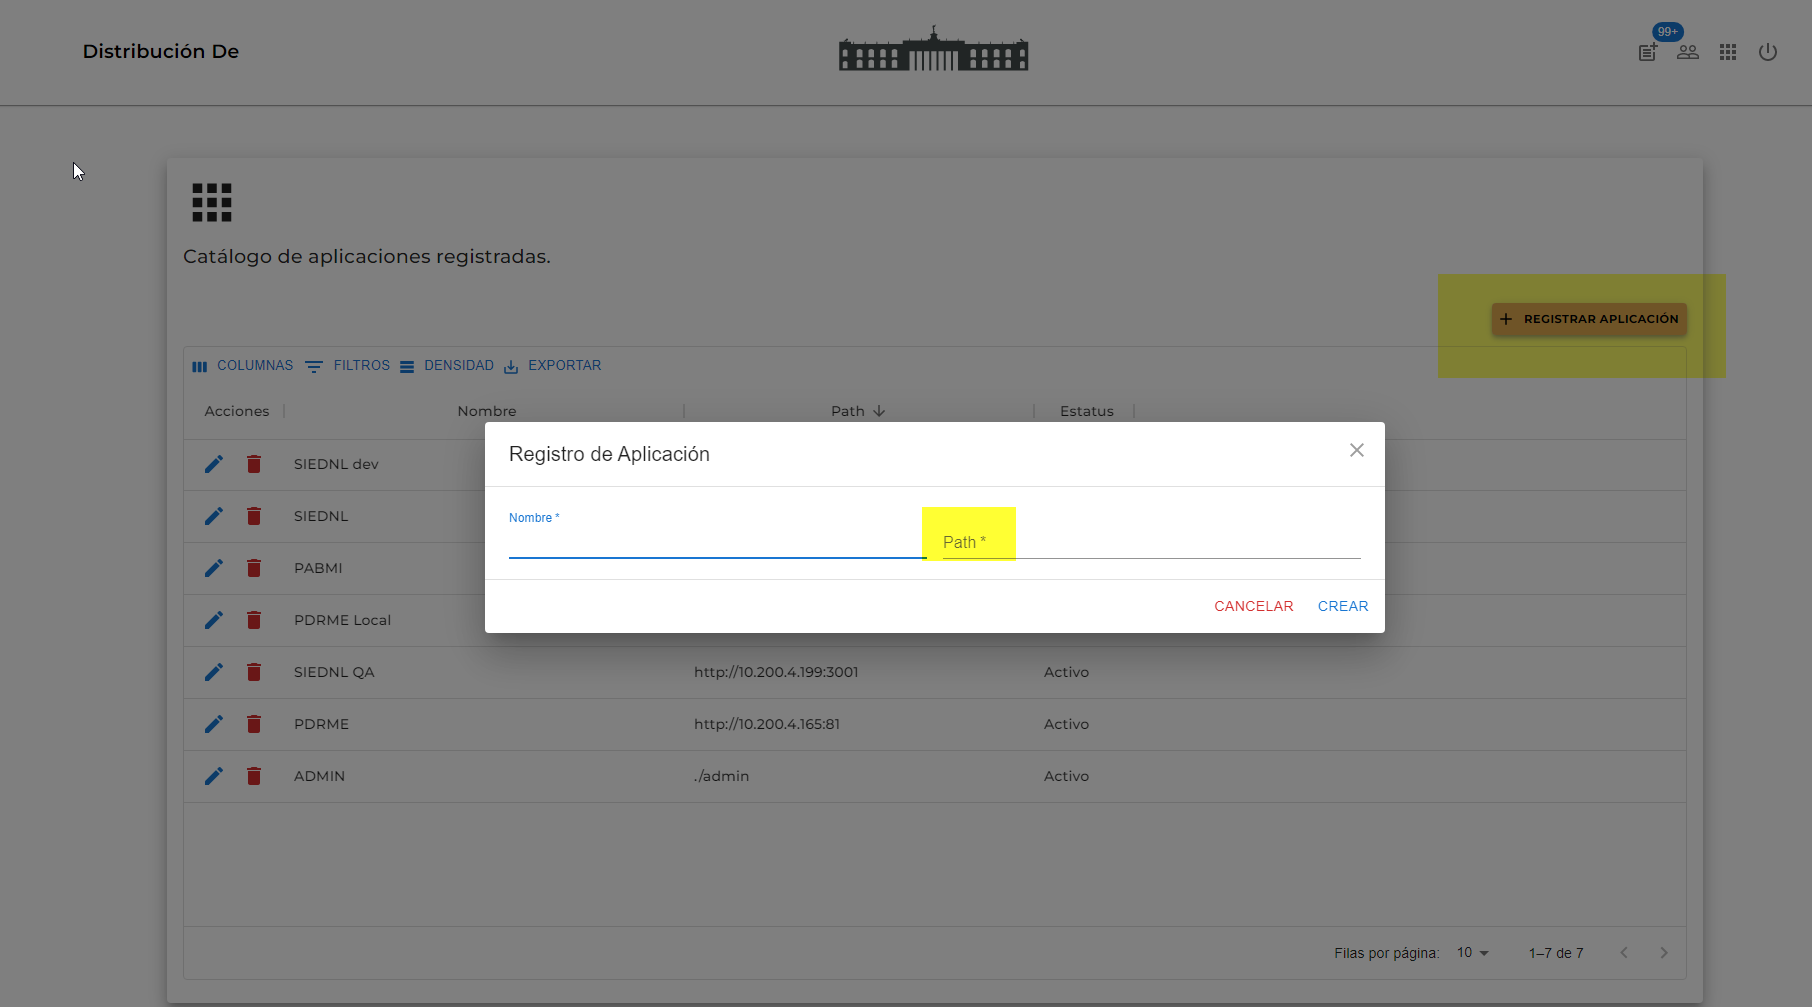 Distribución De
99+
Catálogo de aplicaciones registradas.
REGISTRAR APLICACIÓN
COLUMNAS FILTROS DENSIDAD EXPORTAR
Acciones Nombre Path Estatus
Registro de Aplicación
Nombre *
Path *
CANCELAR CREAR
SIEDNL dev
SIEDNL
PABMI
PDRME Local
SIEDNL QA http://10.200.4.199:3001 Activo
PDRME http://10.200.4.165:81 Activo
ADMIN ./admin Activo
Filas por página: 10 1–7 de 7